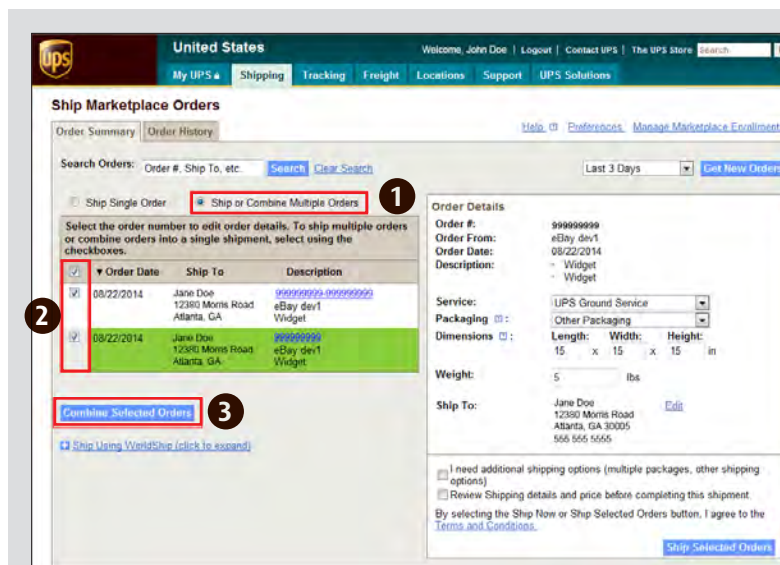 ups
United States
Welcome, John Doe | Logout | Contact UPS | The UPS Store Search
My UPS Shipping Tracking Freight Locations Support UPS Solutions
Ship Marketplace Orders
Order Summary Order History
Help Preferences Manage Marketplace Enrollment
Search Orders: Order #, Ship To, etc. Search Clear Search
Last 3 Days Get New Orders
Ship Single Order Ship or Combine Multiple Orders 1
Select the order number to edit order details. To ship multiple orders
or combine orders into a single shipment, select using the
checkboxes.
▼ Order Date Ship To Description
2
08/22/2014 Jane Doe 999999999-999999999
12380 Morris Road eBay dev1
Atlanta, GA Widget
08/22/2014 Jane Doe 999999999
12380 Morris Road eBay dev1
Atlanta, GA Widget
Combine Selected Orders 3
Ship Using WorldShip (click to expand)
Order Details
Order #: 999999999
Order From: eBay dev1
Order Date: 08/22/2014
Description: - Widget
- Widget
Service: UPS Ground Service
Packaging : Other Packaging
Dimensions : Length: Width: Height:
15 x 15 x 15 in
Weight: 5 lbs
Ship To: Jane Doe Edit
12380 Morris Road
Atlanta, GA 30005
555 555 5555
I need additional shipping options (multiple packages, other shipping
options)
Review Shipping details and price before completing this shipment.
By selecting the Ship Now or Ship Selected Orders button, I agree to the
Terms and Conditions.
Ship Selected Orders